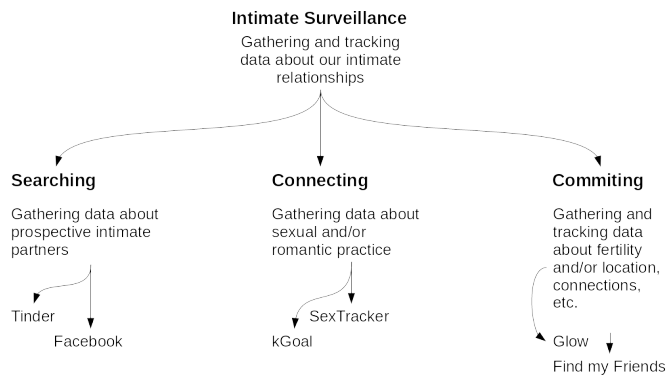 Intimate Surveillance
Gathering and tracking
data about our intimate
relationships
Searching
Gathering data about
prospective intimate
partners
Tinder
Facebook
Connecting
Gathering data about
sexual and/or
romantic practice
SexTracker
kGoal
Commiting
Gathering and
tracking data
about fertility
and/or location,
connections,
etc.
Glow
Find my Friends